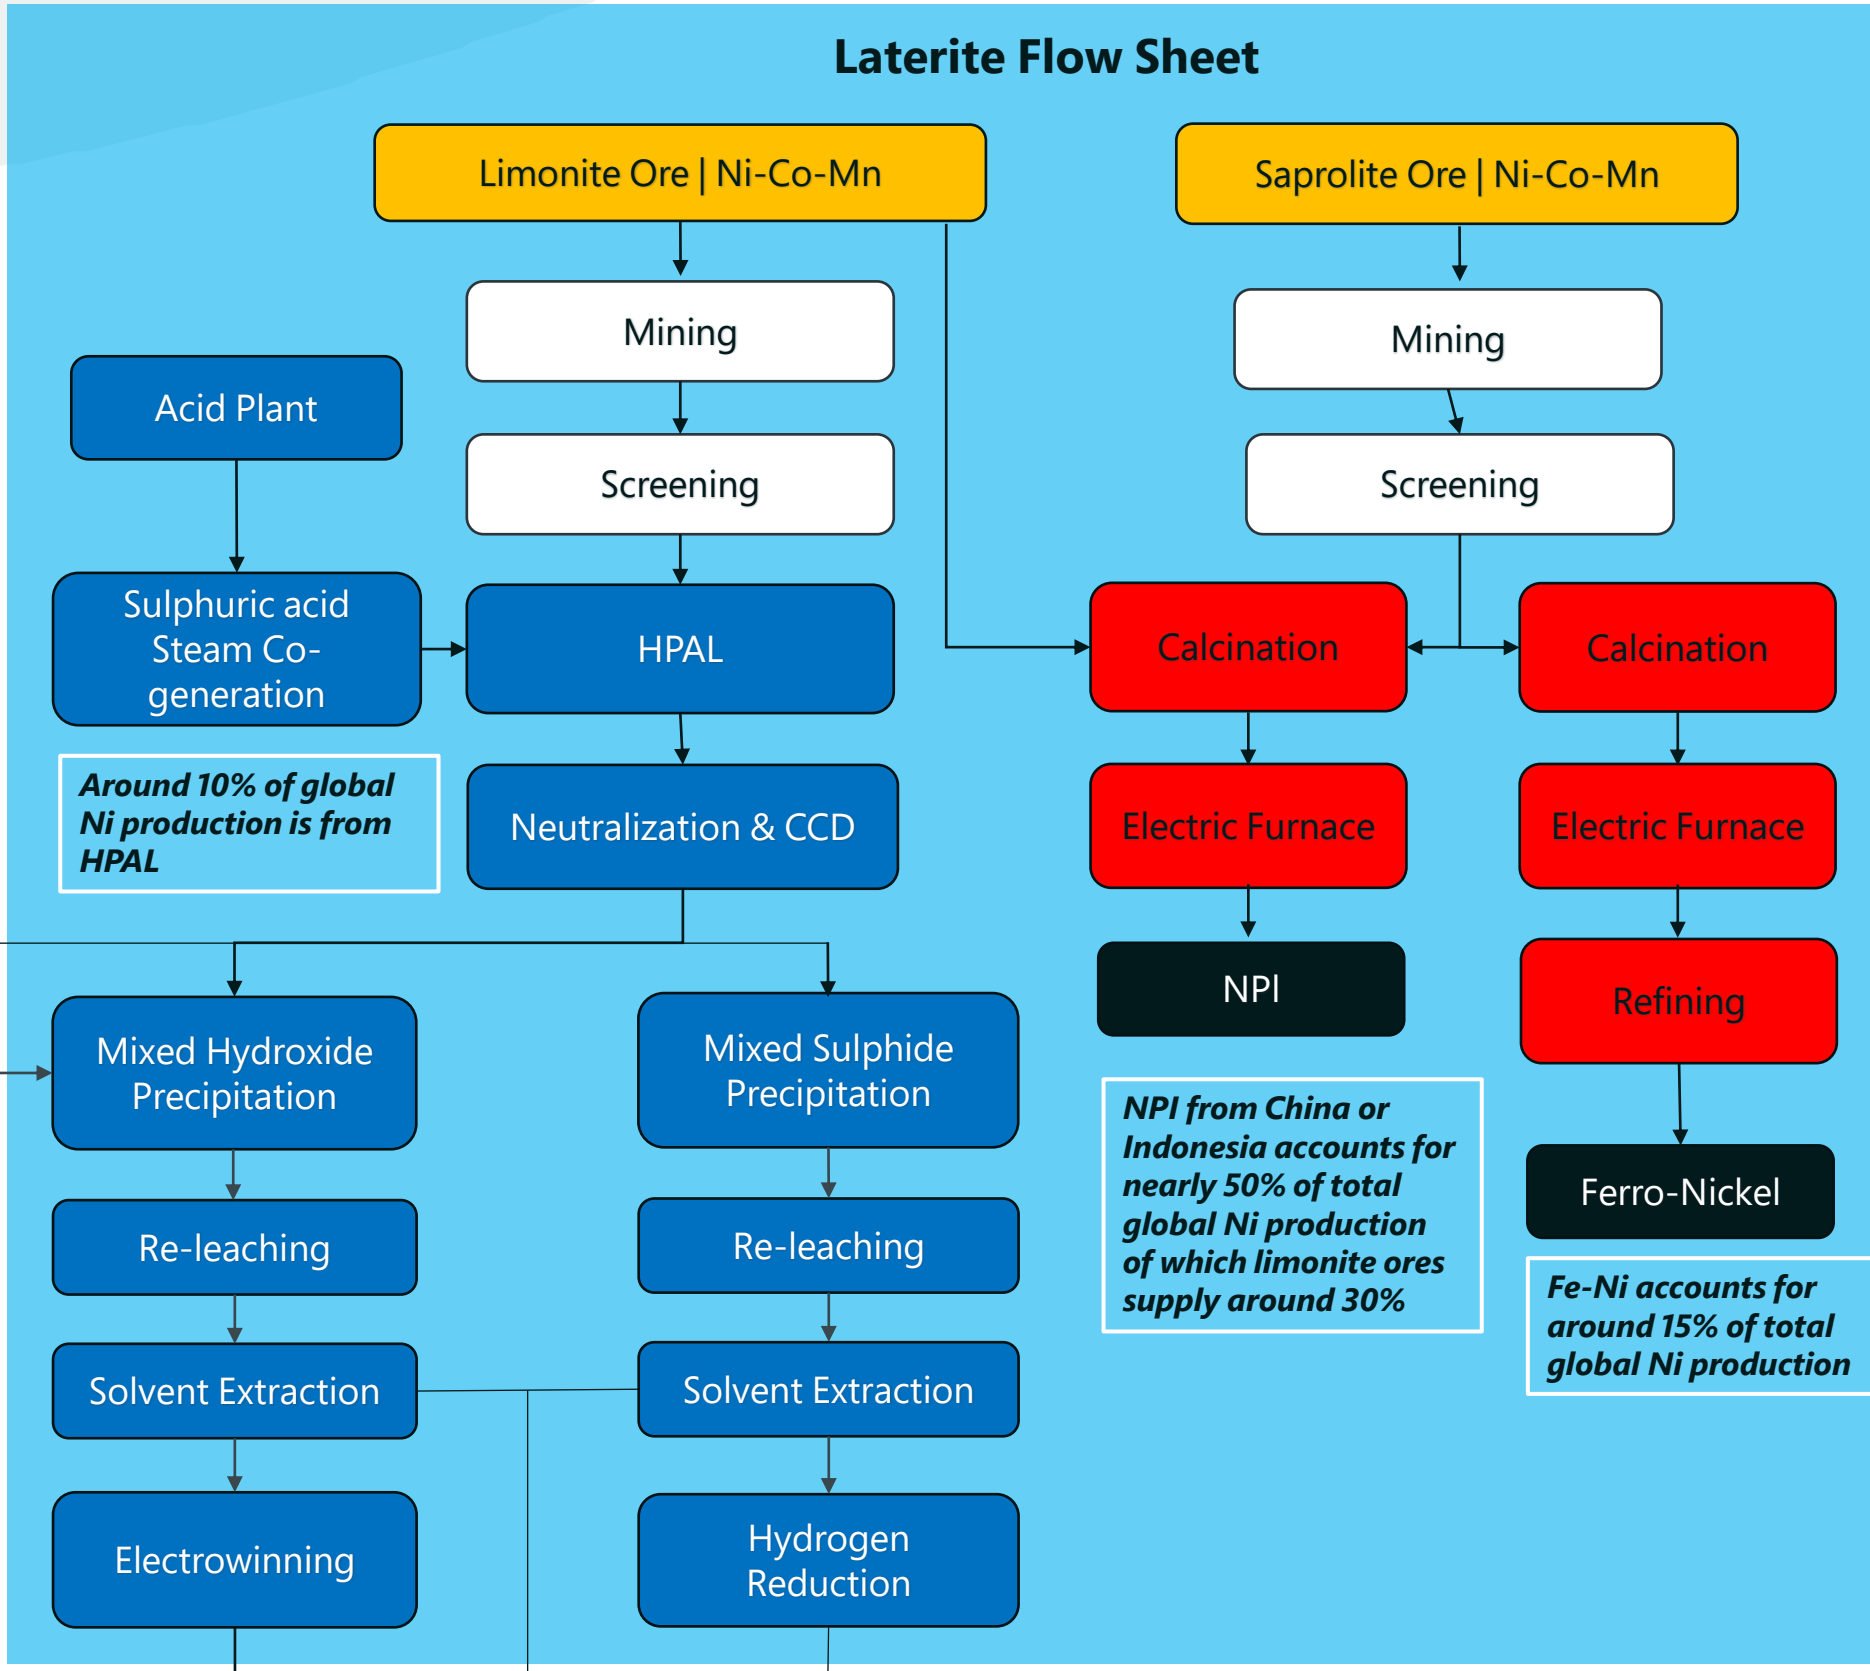 Laterite Flow Sheet
Limonite Ore | Ni-Co-Mn
Saprolite Ore | Ni-Co-Mn
Mining
Mining
Acid Plant
Screening
Screening
Sulphuric acid
Steam Co-
generation
HPAL
Calcination
Calcination
Around 10% of global
Ni production is from
HPAL
Neutralization & CCD
Electric Furnace
Electric Furnace
NPl
Refining
Mixed Hydroxide
Precipitation
Mixed Sulphide
Precipitation
NPI from China or
Indonesia accounts for
nearly 50% of total
global Ni production
of which limonite ores
supply around 30%
Ferro-Nickel
Re-leaching
Re-leaching
Fe-Ni accounts for
around 15% of total
global Ni production
Solvent Extraction
Solvent Extraction
Electrowinning
Hydrogen
Reduction